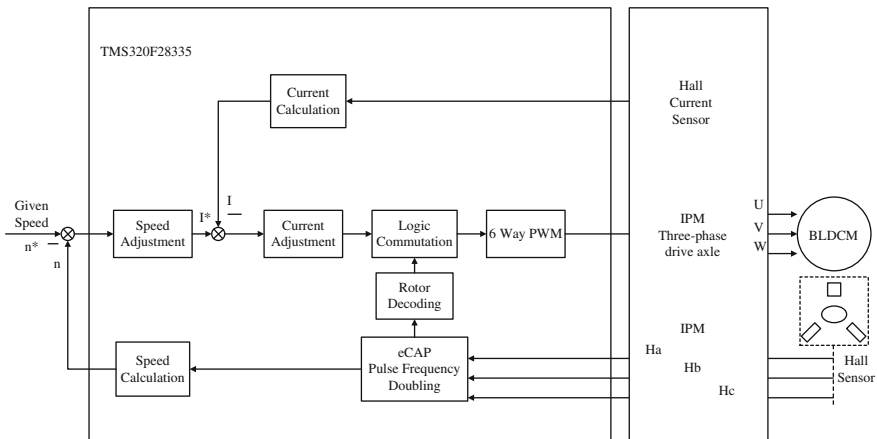 TMS320F28335
Current
Calculation
Hall
Current
Sensor
Given
Speed
n*
n
Speed
Adjustment
I*
I
Current
Adjustment
Logic
Commutation
6 Way PWM
IPM
Three-phase
drive axle
U
V
W
BLDCM
Rotor
Decoding
Speed
Calculation
eCAP
Pulse Frequency
Doubling
IPM
Ha
Hb
Hc
Hall
Sensor